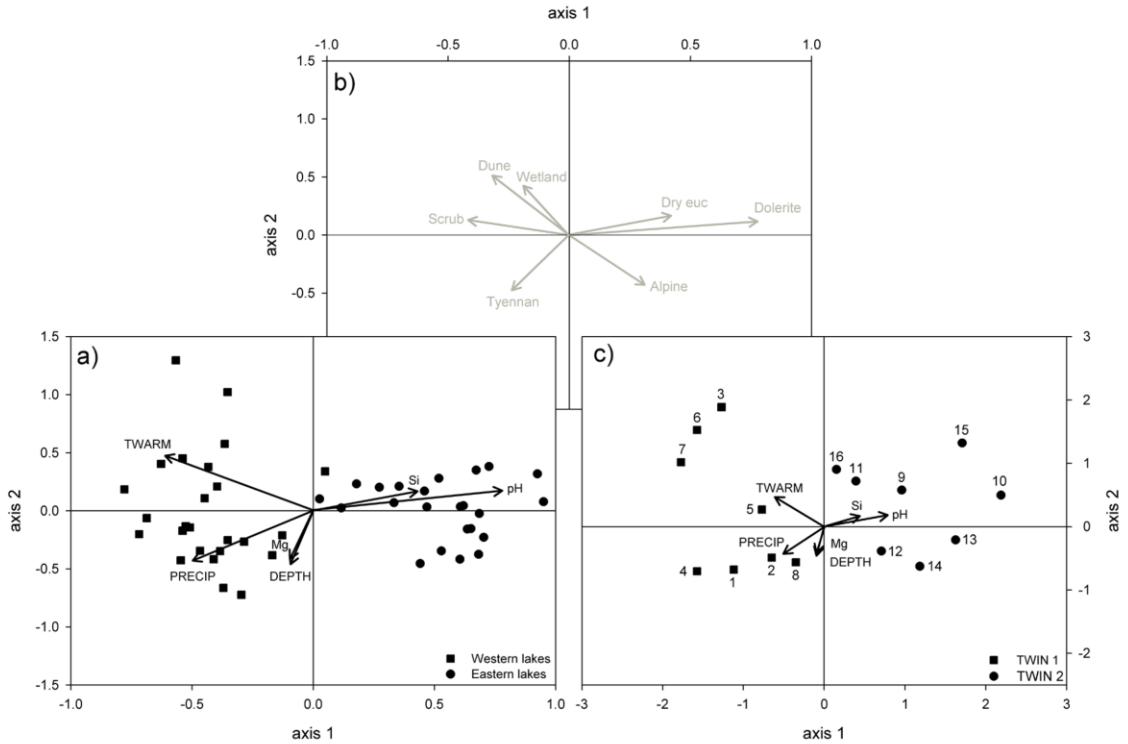 axis 1
-1.0 -0.5 0.0 0.5 1.0
1.5
b)
1.0
0.5
0.0
-0.5
axis 2
Dune
Wetland
Scrub
Dry euc
Dolerite
Tyennan
Alpine
a)
1.5
1.0
0.5
0.0
-0.5
-1.0
-1.5
axis 2
TWARM
Si
pH
Mg
PRECIP
DEPTH
Western lakes
Eastern lakes
-1.0 -0.5 0.0 0.5 1.0
axis 1
c)
3
2
1
0
-1
-2
axis 2
3
6
7
15
16
11
9
10
TWARM
Si
5
pH
PRECIP
Mg
DEPTH
12
13
4
1
2
8
14
TWIN 1
TWIN 2
-3 -2 -1 0 1 2 3
axis 1